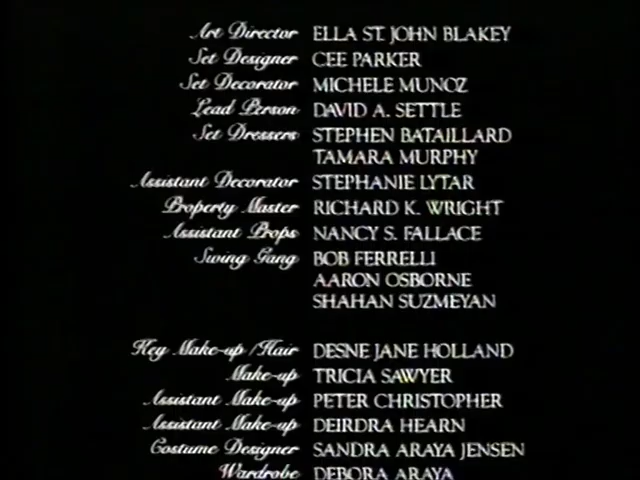 Art Director ELLA ST. JOHN BLAKEY
Set Designer CEE PARKER
Set Decorator MICHELE MUNOZ
Lead Person DAVID A. SETTLE
Set Dressers STEPHEN BATAILLARD
TAMARA MURPHY
Assistant Decorator STEPHANIE LYTAR
Property Master RICHARD K. WRIGHT
Assistant Props NANCY S. FALLACE
Swing Gang BOB FERRELLI
AARON OSBORNE
SHAHAN SUZMEYAN
Key Make-up/Hair DESNE JANE HOLLAND
Make-up TRICIA SAWYER
Assistant Make-up PETER CHRISTOPHER
Assistant Make-up DEIRDRA HEARN
Costume Designer SANDRA ARAYA JENSEN
Wardrobe DEBORA ARAYA